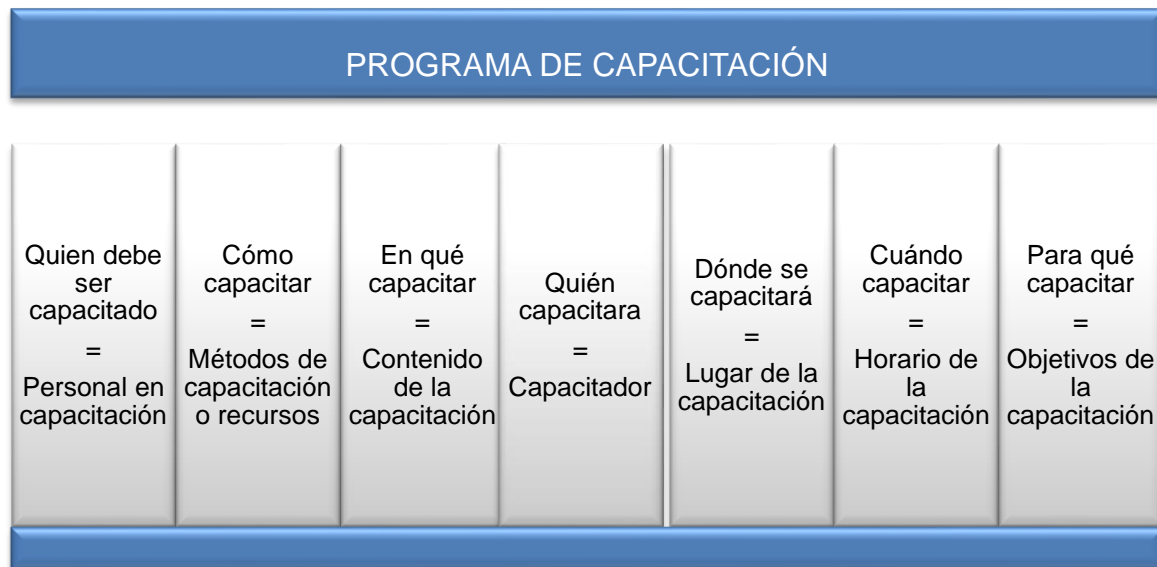 PROGRAMA DE CAPACITACIÓN
Quien debe
ser
capacitado
=
Personal en
capacitación
Cómo
capacitar
=
Métodos de
capacitación
o recursos
En qué
capacitar
=
Contenido
de la
capacitación
Quién
capacitara
=
Capacitador
Dónde se
capacitará
=
Lugar de la
capacitación
Cuándo
capacitar
=
Horario de
la
capacitación
Para qué
capacitar
=
Objetivos de
la
capacitación